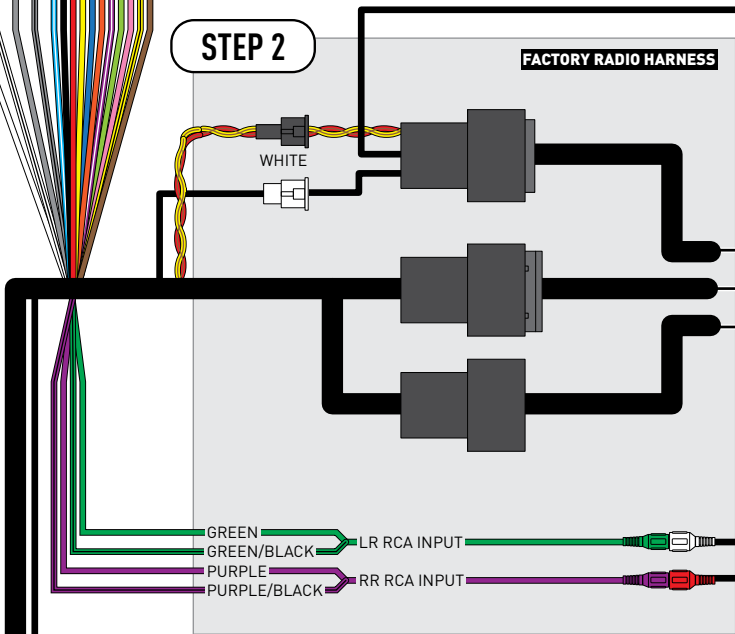 STEP 2
FACTORY RADIO HARNESS
WHITE
GREEN
GREEN/BLACK
LR RCA INPUT
PURPLE
PURPLE/BLACK
RR RCA INPUT